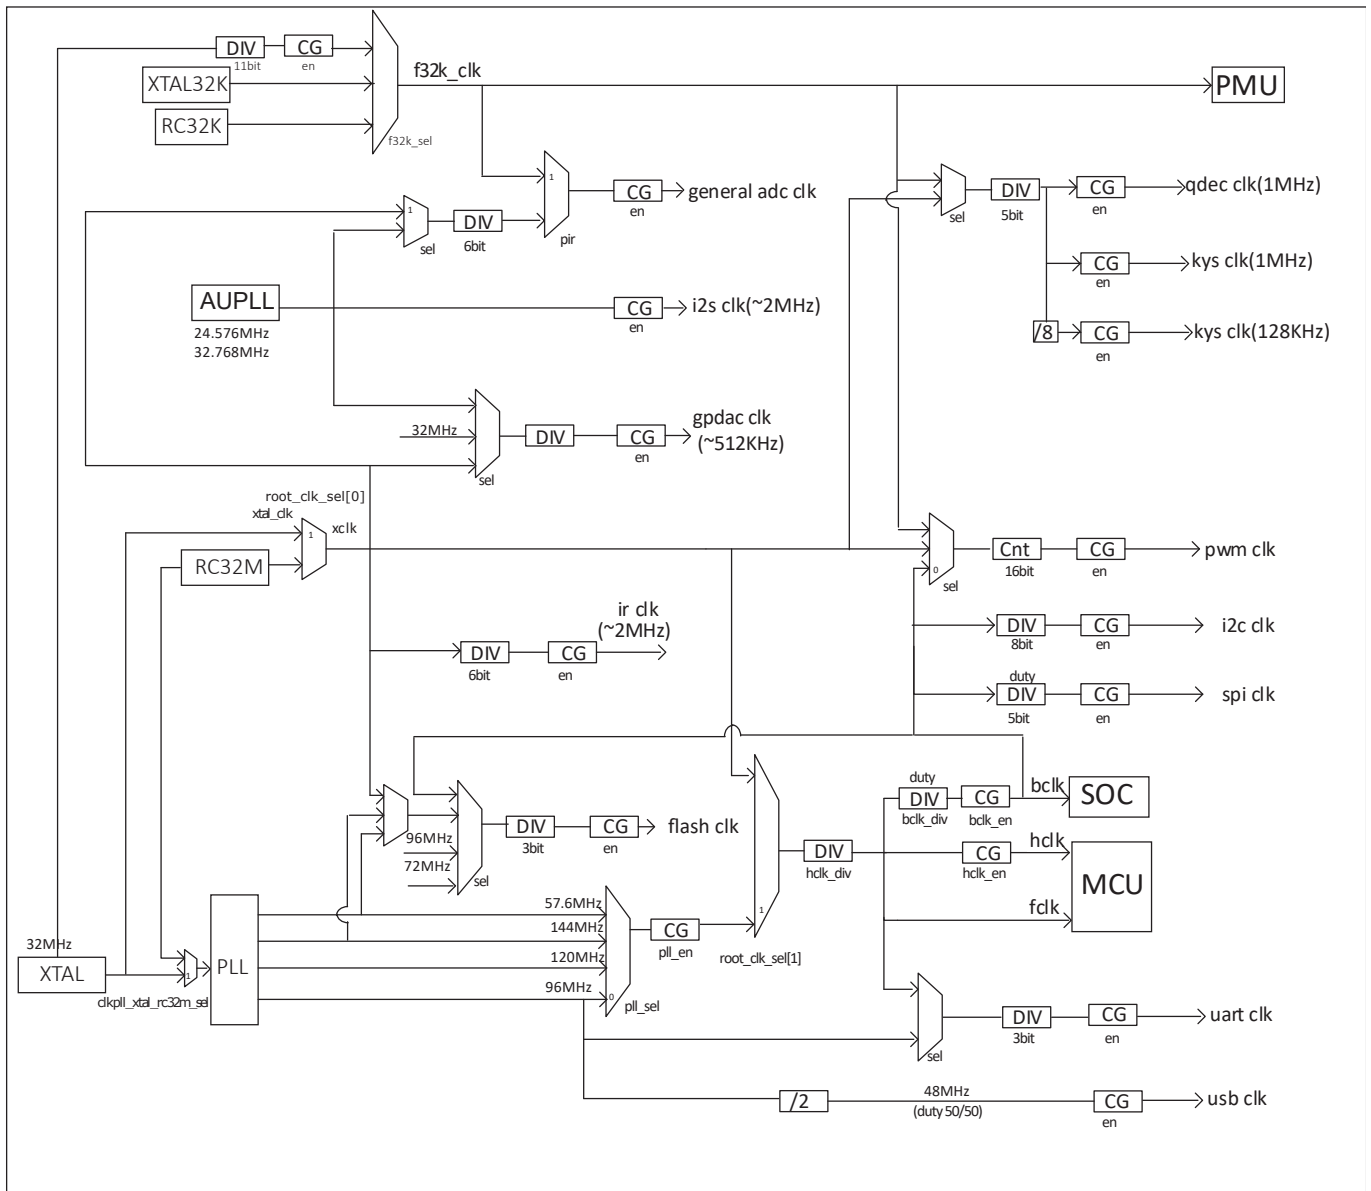 DIV
CG
11bit
en
XTAL32K
RC32K
f32k_clk
f32k_sel
PMU
1
CG
general adc clk
en
pir
1
DIV
sel
6bit
sel
DIV
5bit
CG
qdec clk(1MHz)
en
CG
kys clk(1MHz)
en
/8
CG
kys clk(128KHz)
en
AUPLL
24.576MHz
32.768MHz
CG
i2s clk(~2MHz)
en
32MHz
sel
DIV
CG
en
gpdac clk
(~512KHz)
root_clk_sel[0]
xtal_clk
1
xclk
RC32M
0
sel
Cnt
16bit
CG
en
pwm clk
ir clk
(~2MHz)
DIV
6bit
CG
en
DIV
8bit
CG
en
i2c clk
duty
DIV
5bit
CG
en
spi clk
96MHz
72MHz
sel
DIV
3bit
CG
en
flash clk
duty
DIV
bclk_div
CG
bclk_en
bclk
SOC
DIV
hclk_div
CG
hclk_en
hclk
fclk
MCU
1
root_clk_sel[1]
57.6MHz
144MHz
120MHz
96MHz
0
pll_sel
CG
pll_en
32MHz
XTAL
1
clkpll_xtal_rc32m_sel
PLL
sel
DIV
3bit
CG
en
uart clk
/2
48MHz
(duty 50/50)
CG
en
usb clk